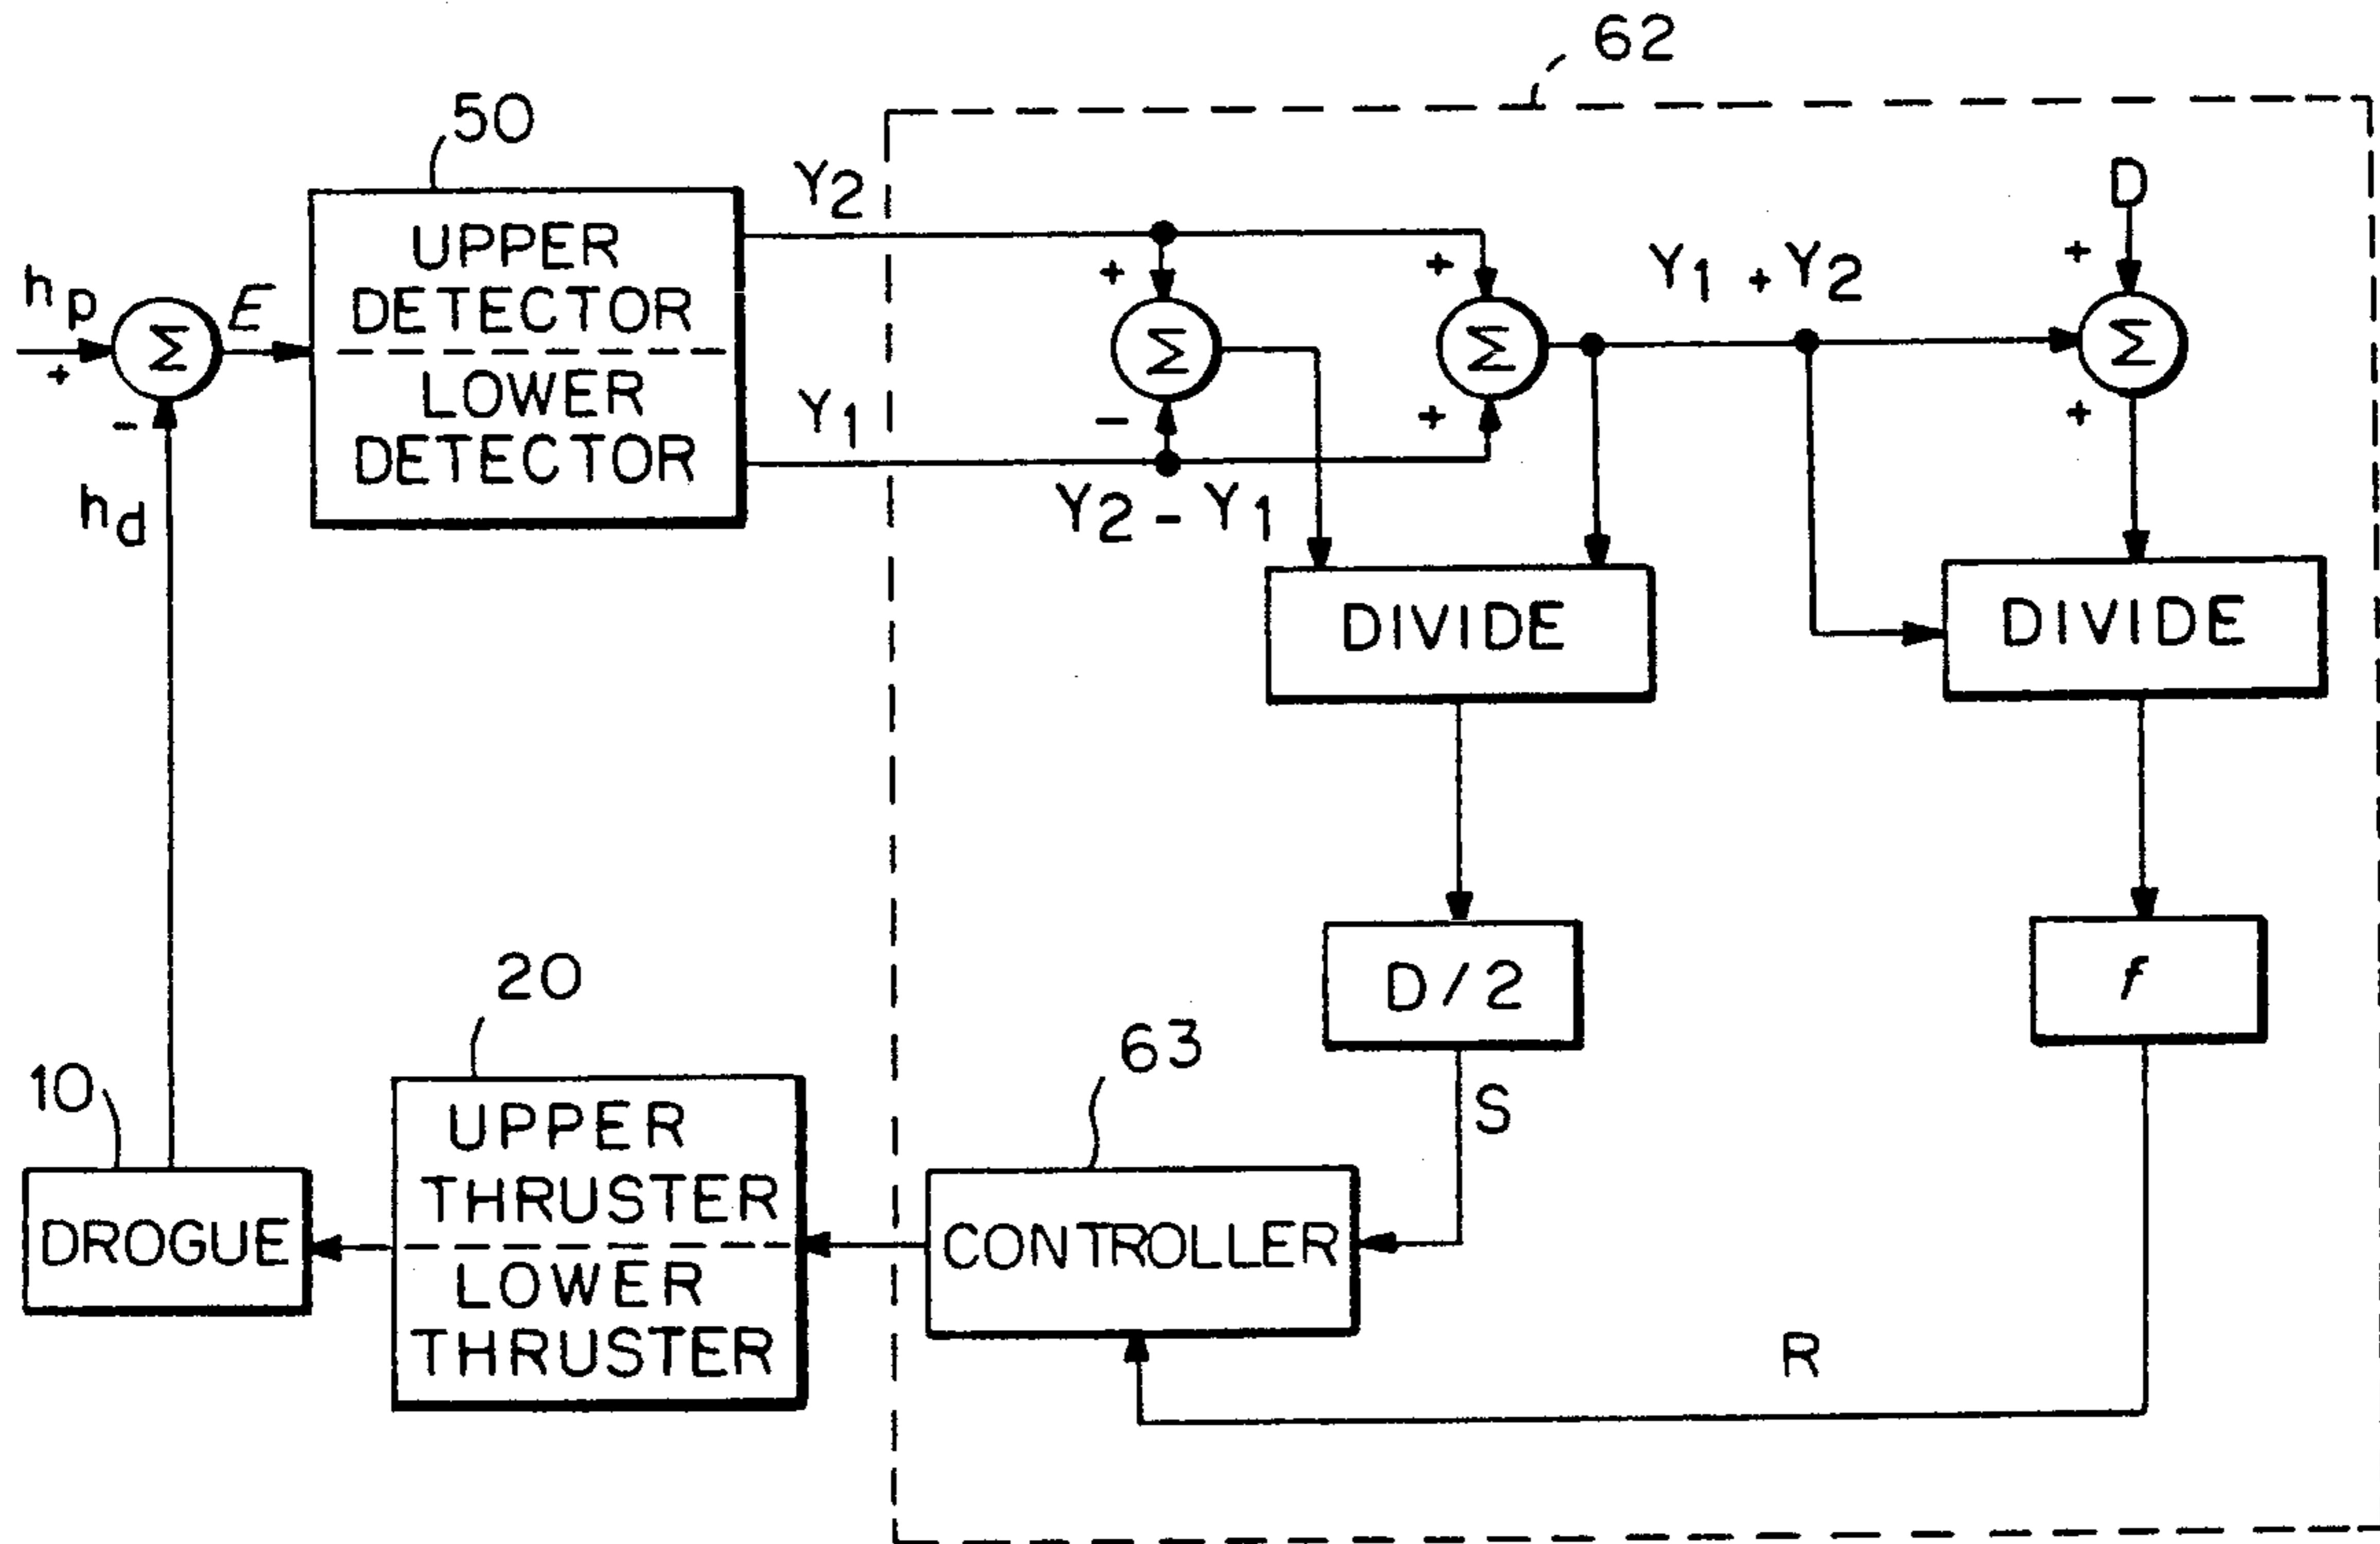 62
50
Y2
D
UPPER
DETECTOR
LOWER
DETECTOR
hp
+
-
E
Σ
hd
Y1
+
-
Σ
Y2 - Y1
+
+
Σ
Y1 + Y2
+
+
Σ
DIVIDE
DIVIDE
D/2
f
S
R
63
CONTROLLER
20
UPPER
THRUSTER
LOWER
THRUSTER
10
DROGUE